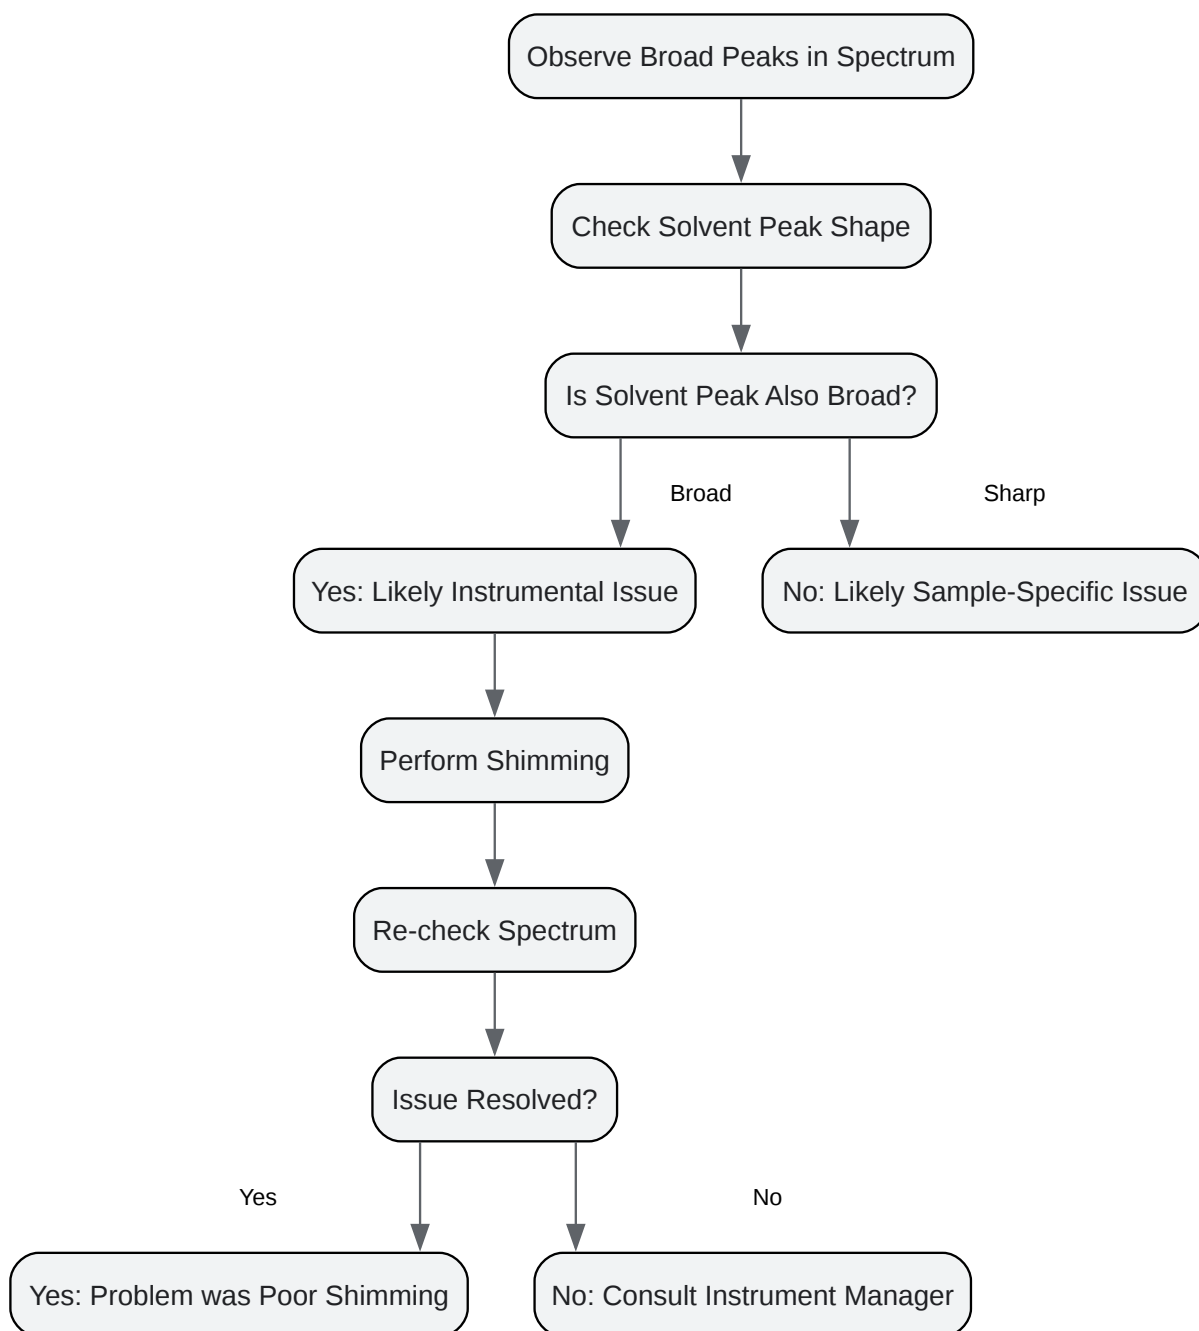 Observe Broad Peaks in Spectrum
Check Solvent Peak Shape
Is Solvent Peak Also Broad?
Broad
Sharp
Yes: Likely Instrumental Issue
No: Likely Sample-Specific Issue
Perform Shimming
Re-check Spectrum
Issue Resolved?
Yes
No
Yes: Problem was Poor Shimming
No: Consult Instrument Manager